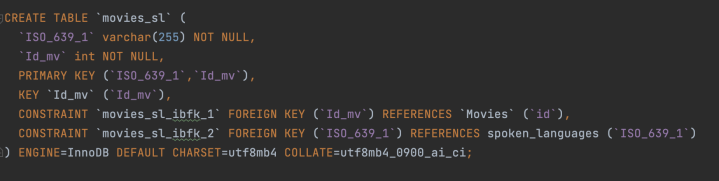 CREATE TABLE `movies_sl` (
`ISO_639_1` varchar(255) NOT NULL,
`Id_mv` int NOT NULL,
PRIMARY KEY (`ISO_639_1`,`Id_mv`),
KEY `Id_mv` (`Id_mv`),
CONSTRAINT `movies_sl_ibfk_1` FOREIGN KEY (`Id_mv`) REFERENCES `Movies` (`id`),
CONSTRAINT `movies_sl_ibfk_2` FOREIGN KEY (`ISO_639_1`) REFERENCES spoken_languages (`ISO_639_1`)
) ENGINE=InnoDB DEFAULT CHARSET=utf8mb4 COLLATE=utf8mb4_0900_ai_ci;